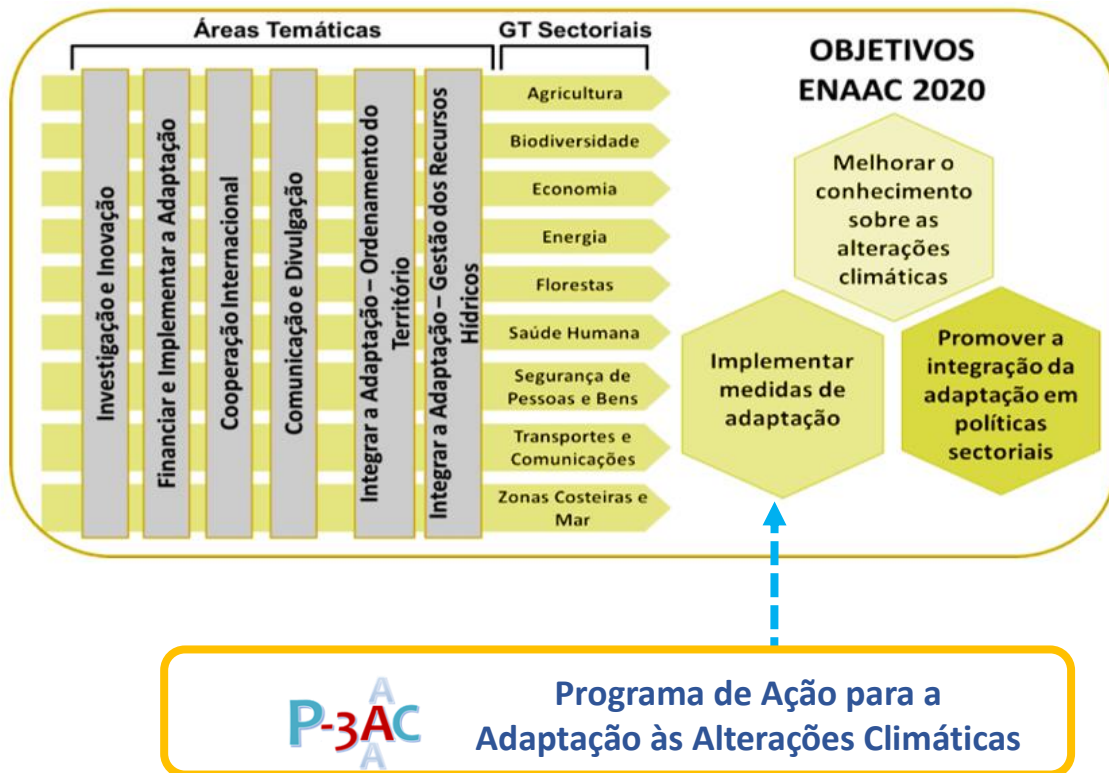 Áreas Temáticas
GT Sectoriais
Investigação e Inovação
Financiar e Implementar a Adaptação
Cooperação Internacional
Comunicação e Divulgação
Integrar a Adaptação – Ordenamento do
Território
Integrar a Adaptação – Gestão dos Recursos
Hídricos
Agricultura
Biodiversidade
Economia
Energia
Florestas
Saúde Humana
Segurança de
Pessoas e Bens
Transportes e
Comunicações
Zonas Costeiras e
Mar
OBJETIVOS
ENAAC 2020
Melhorar o
conhecimento
sobre as
alterações
climáticas
Implementar
medidas de
adaptação
Promover a
integração da
adaptação em
políticas
sectoriais
A
P-3AC
A
Programa de Ação para a
Adaptação às Alterações Climáticas